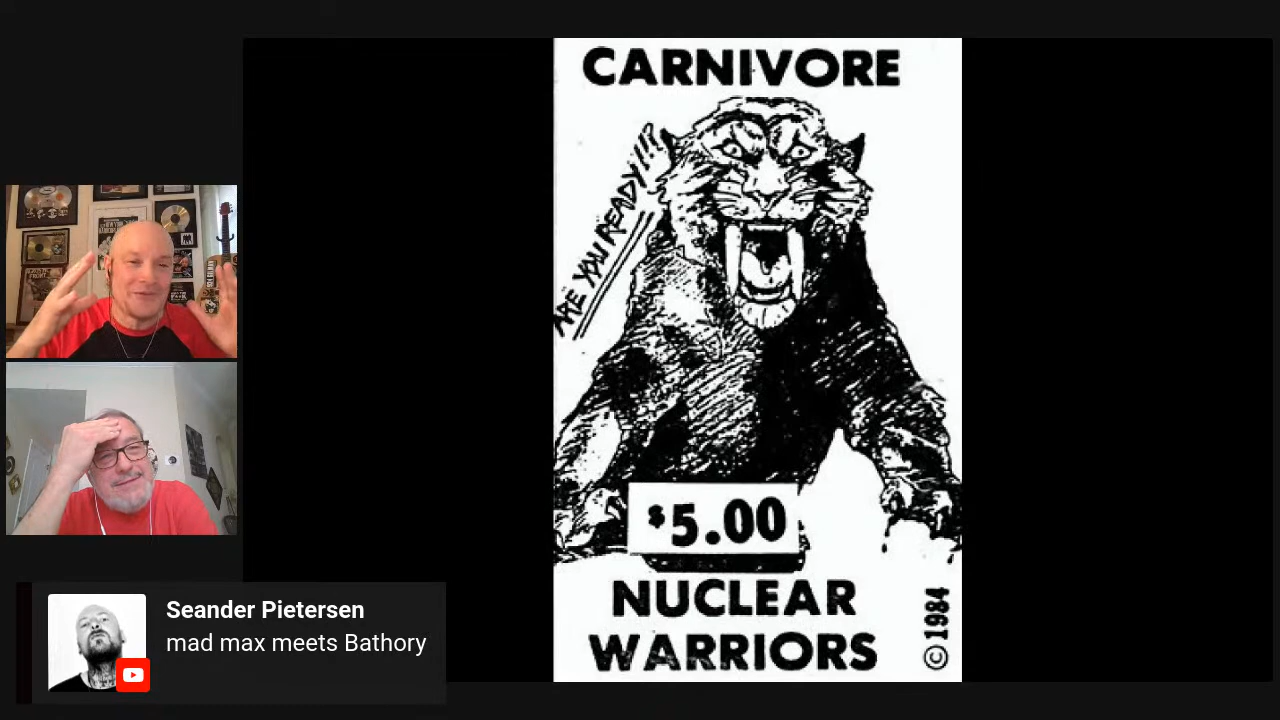 CARNIVORE
ARE YOU READY!!!
$5.00
NUCLEAR
WARRIORS
© 1984
Seander Pietersen
mad max meets Bathory